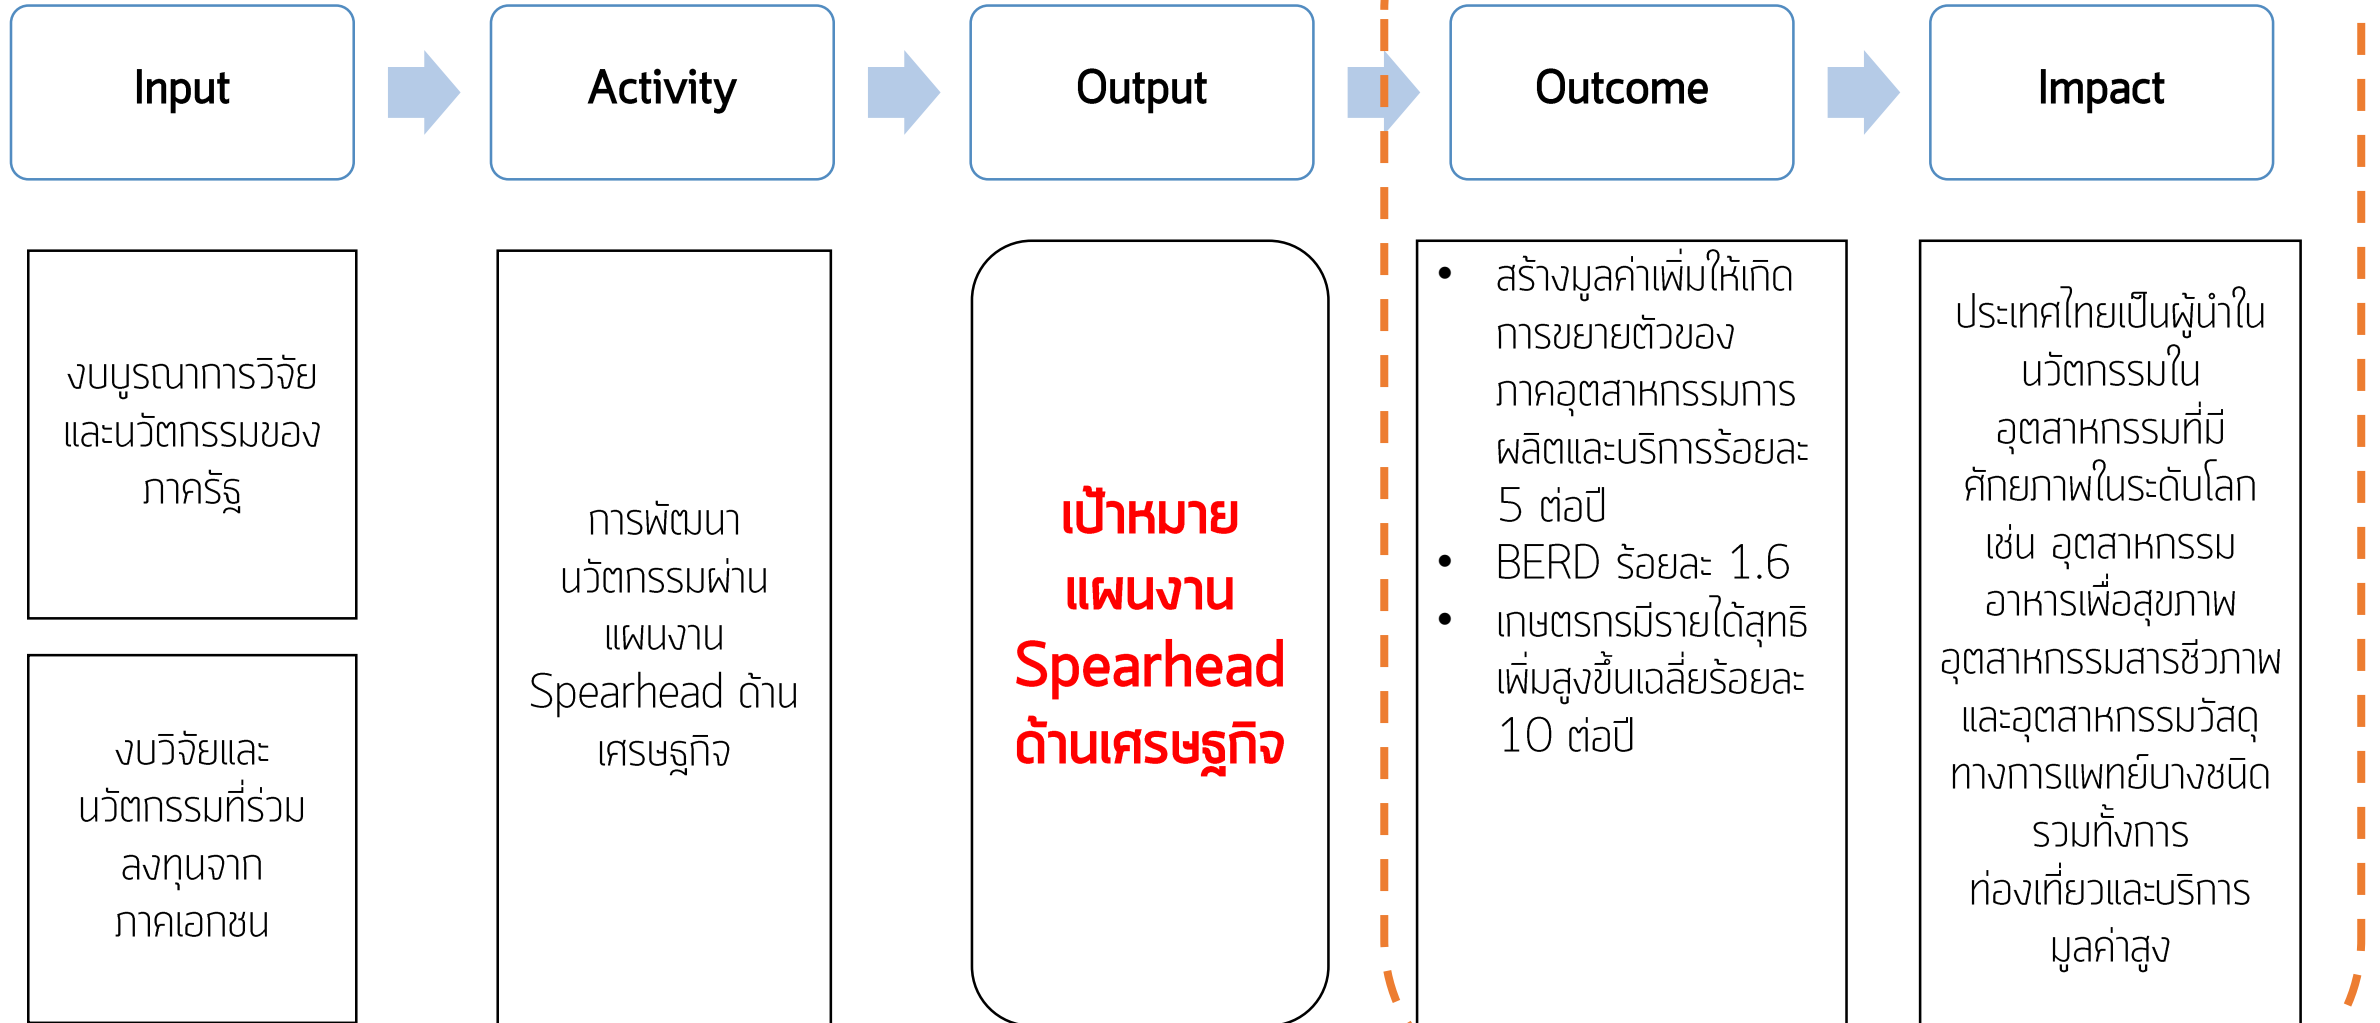 Input
Activity
Output
Outcome
Impact
งบบูรณาการวิจัย
และนวัตกรรมของ
ภาครัฐ
งบวิจัยและ
นวัตกรรมที่ร่วม
ลงทุนจาก
ภาคเอกชน
การพัฒนา
นวัตกรรมผ่าน
แผนงาน
Spearhead ด้าน
เศรษฐกิจ
เป้าหมาย
แผนงาน
Spearhead
ด้านเศรษฐกิจ
• สร้างมูลค่าเพิ่มให้เกิด
การขยายตัวของ
ภาคอุตสาหกรรมการ
ผลิตและบริการร้อยละ
5 ต่อปี
• BERD ร้อยละ 1.6
• เกษตรกรมีรายได้สุทธิ
เพิ่มสูงขึ้นเฉลี่ยร้อยละ
10 ต่อปี
ประเทศไทยเป็นผู้นำใน
นวัตกรรมใน
อุตสาหกรรมที่มี
ศักยภาพในระดับโลก
เช่น อุตสาหกรรม
อาหารเพื่อสุขภาพ
อุตสาหกรรมสารชีวภาพ
และอุตสาหกรรมวัสดุ
ทางการแพทย์บางชนิด
รวมทั้งการ
ท่องเที่ยวและบริการ
มูลค่าสูง